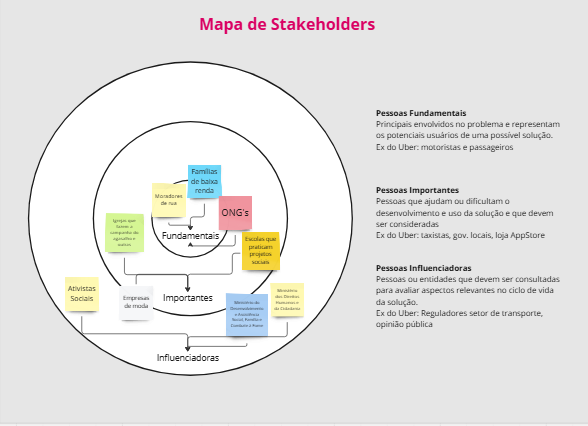 Mapa de Stakeholders
Pessoas Fundamentais
Principais envolvidos no problema e representam
os potenciais usuários de uma possível solução.
Ex do Uber: motoristas e passageiros
Pessoas Importantes
Pessoas que ajudam ou dificultam o
desenvolvimento e uso da solução e que devem
ser consideradas
Ex do Uber: taxistas, gov. locais, loja AppStore
Pessoas Influenciadoras
Pessoas ou entidades que devem ser consultadas
para avaliar aspectos relevantes no ciclo de vida
da solução.
Ex do Uber: Reguladores setor de transporte,
opinião pública
Famílias
de baixa
renda
Moradores
de rua
ONG's
Fundamentais
Igrejas que
fazem a
campanha do
agasalho e
outros
Escolas que
praticam
projetos
sociais
Importantes
Ativistas
Sociais
Empresas
de moda
Ministério do
Desenvolvimento
e Assistência
Social, Família e
Combate à Fome
Ministério
dos Direitos
Humanos e
da Cidadania
Influenciadoras